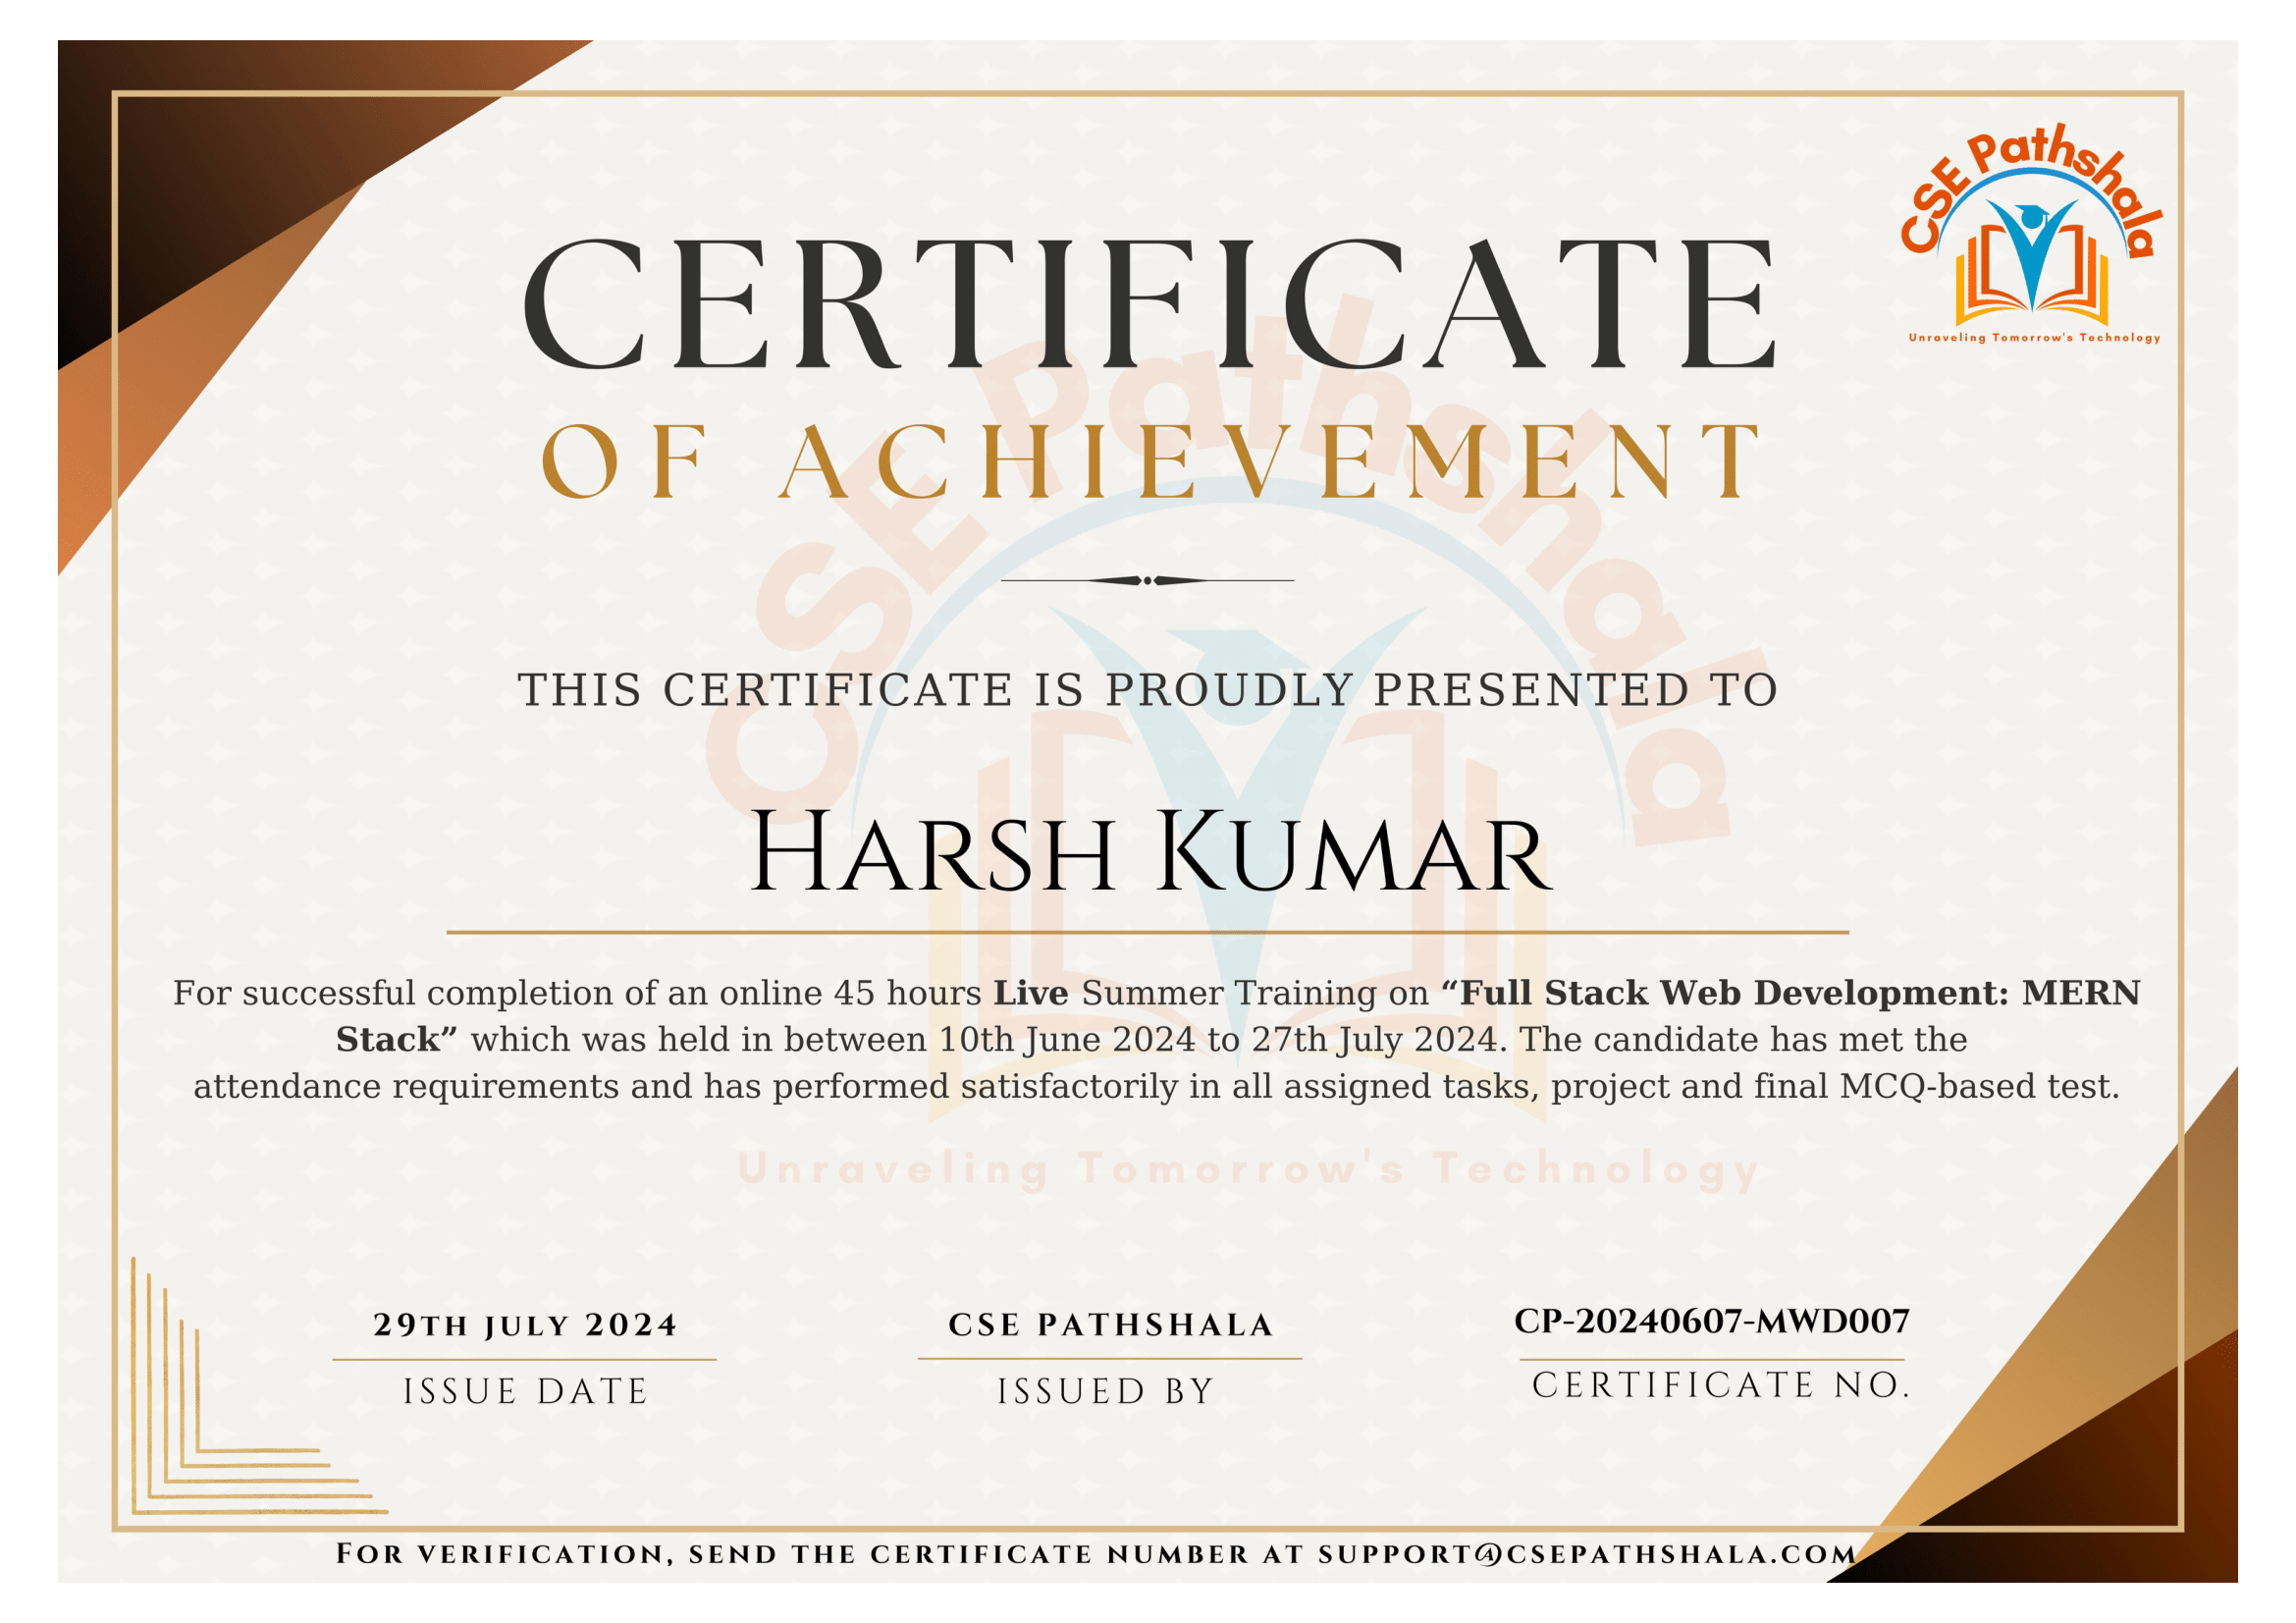 CSE Pathshala
Unraveling Tomorrow's Technology
CERTIFICATE
OF ACHIEVEMENT
THIS CERTIFICATE IS PROUDLY PRESENTED TO
HARSH KUMAR
For successful completion of an online 45 hours Live Summer Training on “Full Stack Web Development: MERN
Stack” which was held in between 10th June 2024 to 27th July 2024. The candidate has met the
attendance requirements and has performed satisfactorily in all assigned tasks, project and final MCQ-based test.
CSE Pathshala
Unraveling Tomorrow's Technology
29TH JULY 2024
ISSUE DATE
CSE PATHSHALA
ISSUED BY
CP-20240607-MWD007
CERTIFICATE NO.
FOR VERIFICATION, SEND THE CERTIFICATE NUMBER AT SUPPORT@CSEPATHSHALA.COM